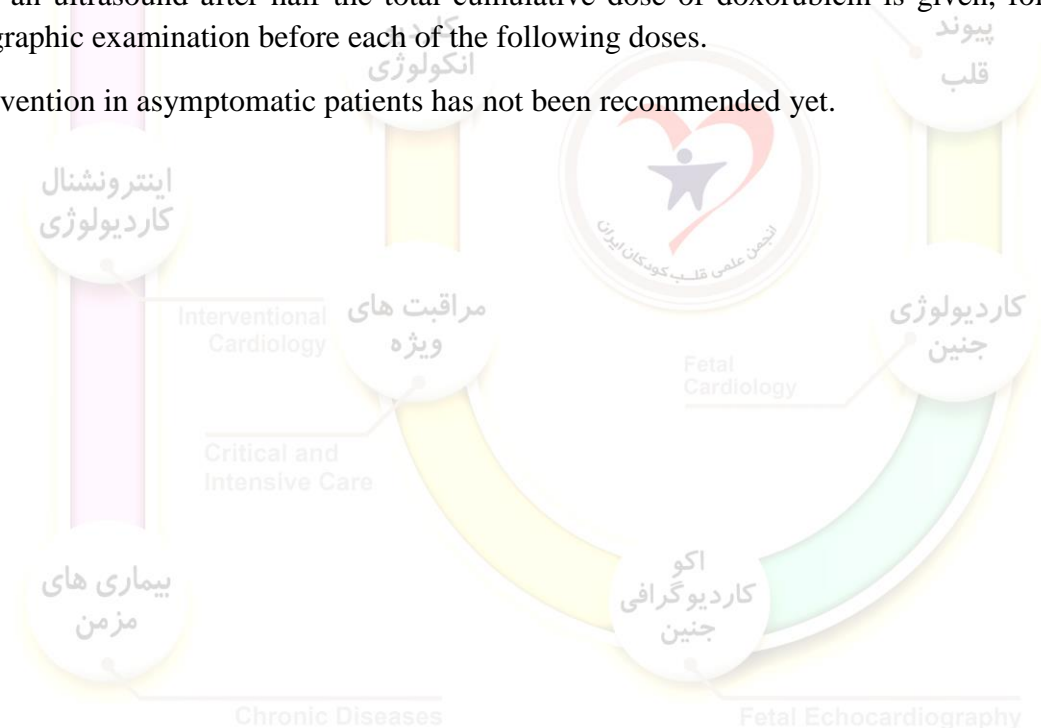 an ultrasound after half the total cumulative dose of doxorubicin is given, fo
graphic examination before each of the following doses.
vention in asymptomatic patients has not been recommended yet.
انکولوژی
پیوند
قلب
اینترونشنال
کاردیولوژی
انجمن علمی قلب کودکان ایران
Interventional
Cardiology
مراقبت های
ویژه
کاردیولوژی
جنین
Fetal
Cardiology
Critical and
Intensive Care
بیماری های
مزمن
اکو
کاردیوگرافی
جنین
Chronic Diseases
Fetal Echocardiography